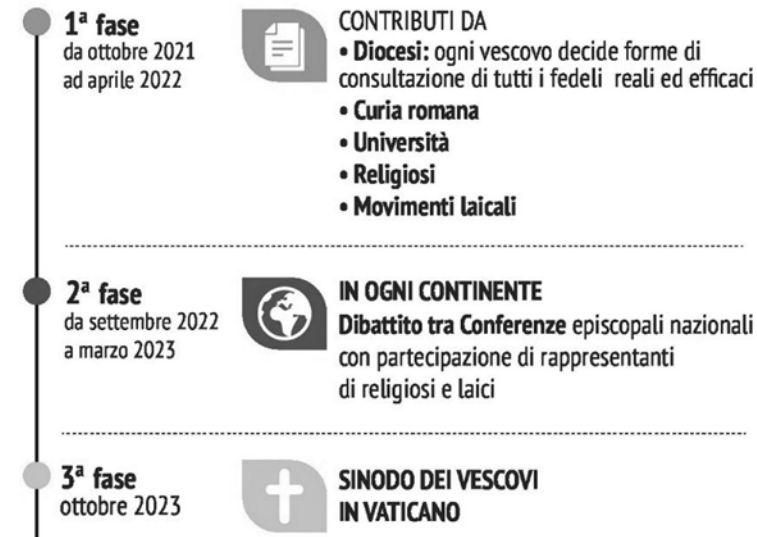 1ª fase
da ottobre 2021
ad aprile 2022
CONTRIBUTI DA
• Diocesi: ogni vescovo decide forme di
consultazione di tutti i fedeli reali ed efficaci
• Curia romana
• Università
• Religiosi
• Movimenti laicali
2ª fase
da settembre 2022
a marzo 2023
IN OGNI CONTINENTE
Dibattito tra Conferenze episcopali nazionali
con partecipazione di rappresentanti
di religiosi e laici
3ª fase
ottobre 2023
SINODO DEI VESCOVI
IN VATICANO